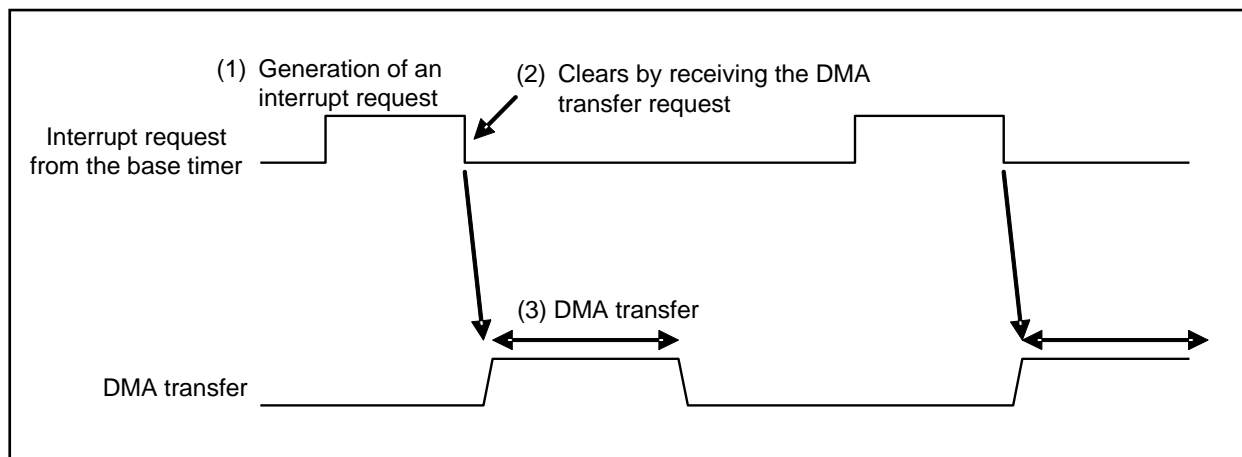 (1) Generation of an
interrupt request
(2) Clears by receiving the DMA
transfer request
Interrupt request
from the base timer
(3) DMA transfer
DMA transfer